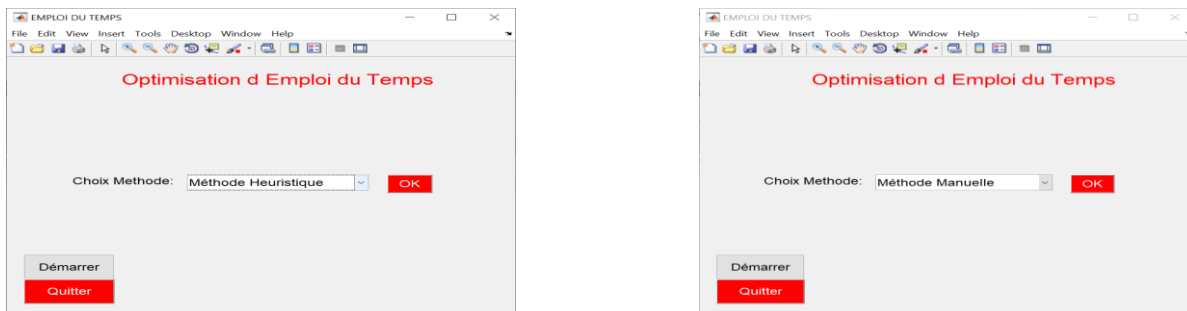 EMPLOI DU TEMPS
File Edit View Insert Tools Desktop Window Help
Optimisation d Emploi du Temps
Choix Methode: Méthode Heuristique OK
Démarrer
Quitter
EMPLOI DU TEMPS
File Edit View Insert Tools Desktop Window Help
Optimisation d Emploi du Temps
Choix Methode: Méthode Manuelle OK
Démarrer
Quitter